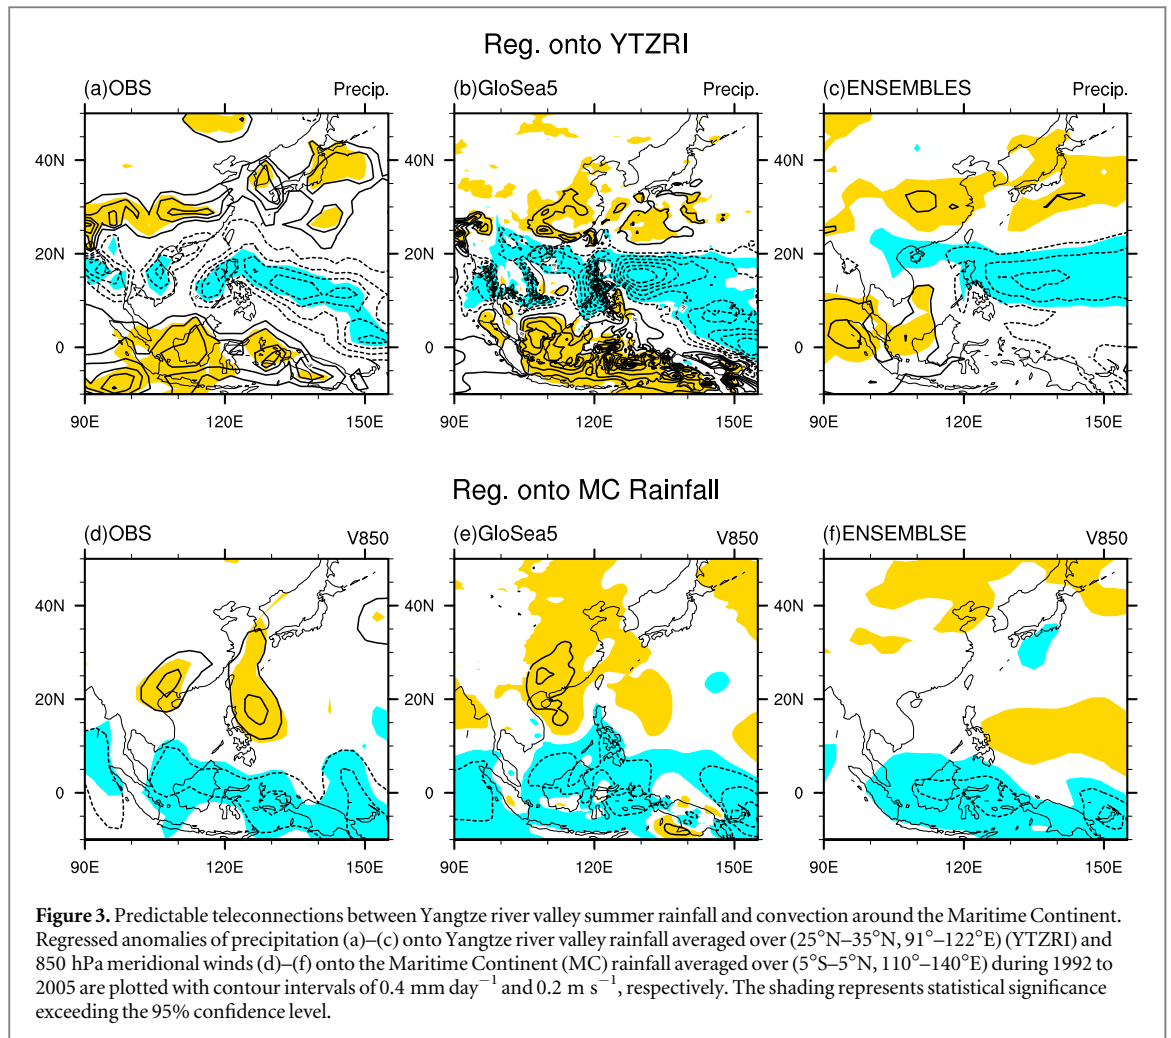 Reg. onto YTZRI
(a)OBS Precip. (b)GloSea5 Precip. (c)ENSEMBLES Precip.
40N 40N 40N
20N 20N 20N
0 0 0
90E 120E 150E 90E 120E 150E 90E 120E 150E
Reg. onto MC Rainfall
(d)OBS V850 (e)GloSea5 V850 (f)ENSEMBLSE V850
40N 40N 40N
20N 20N 20N
0 0 0
90E 120E 150E 90E 120E 150E 90E 120E 150E
Figure 3. Predictable teleconnections between Yangtze river valley summer rainfall and convection around the Maritime Continent.
Regressed anomalies of precipitation (a)–(c) onto Yangtze river valley rainfall averaged over (25°N–35°N, 91°–122°E) (YTZRI) and
850 hPa meridional winds (d)–(f) onto the Maritime Continent (MC) rainfall averaged over (5°S–5°N, 110°–140°E) during 1992 to
2005 are plotted with contour intervals of 0.4 mm day⁻¹ and 0.2 m s⁻¹, respectively. The shading represents statistical significance
exceeding the 95% confidence level.